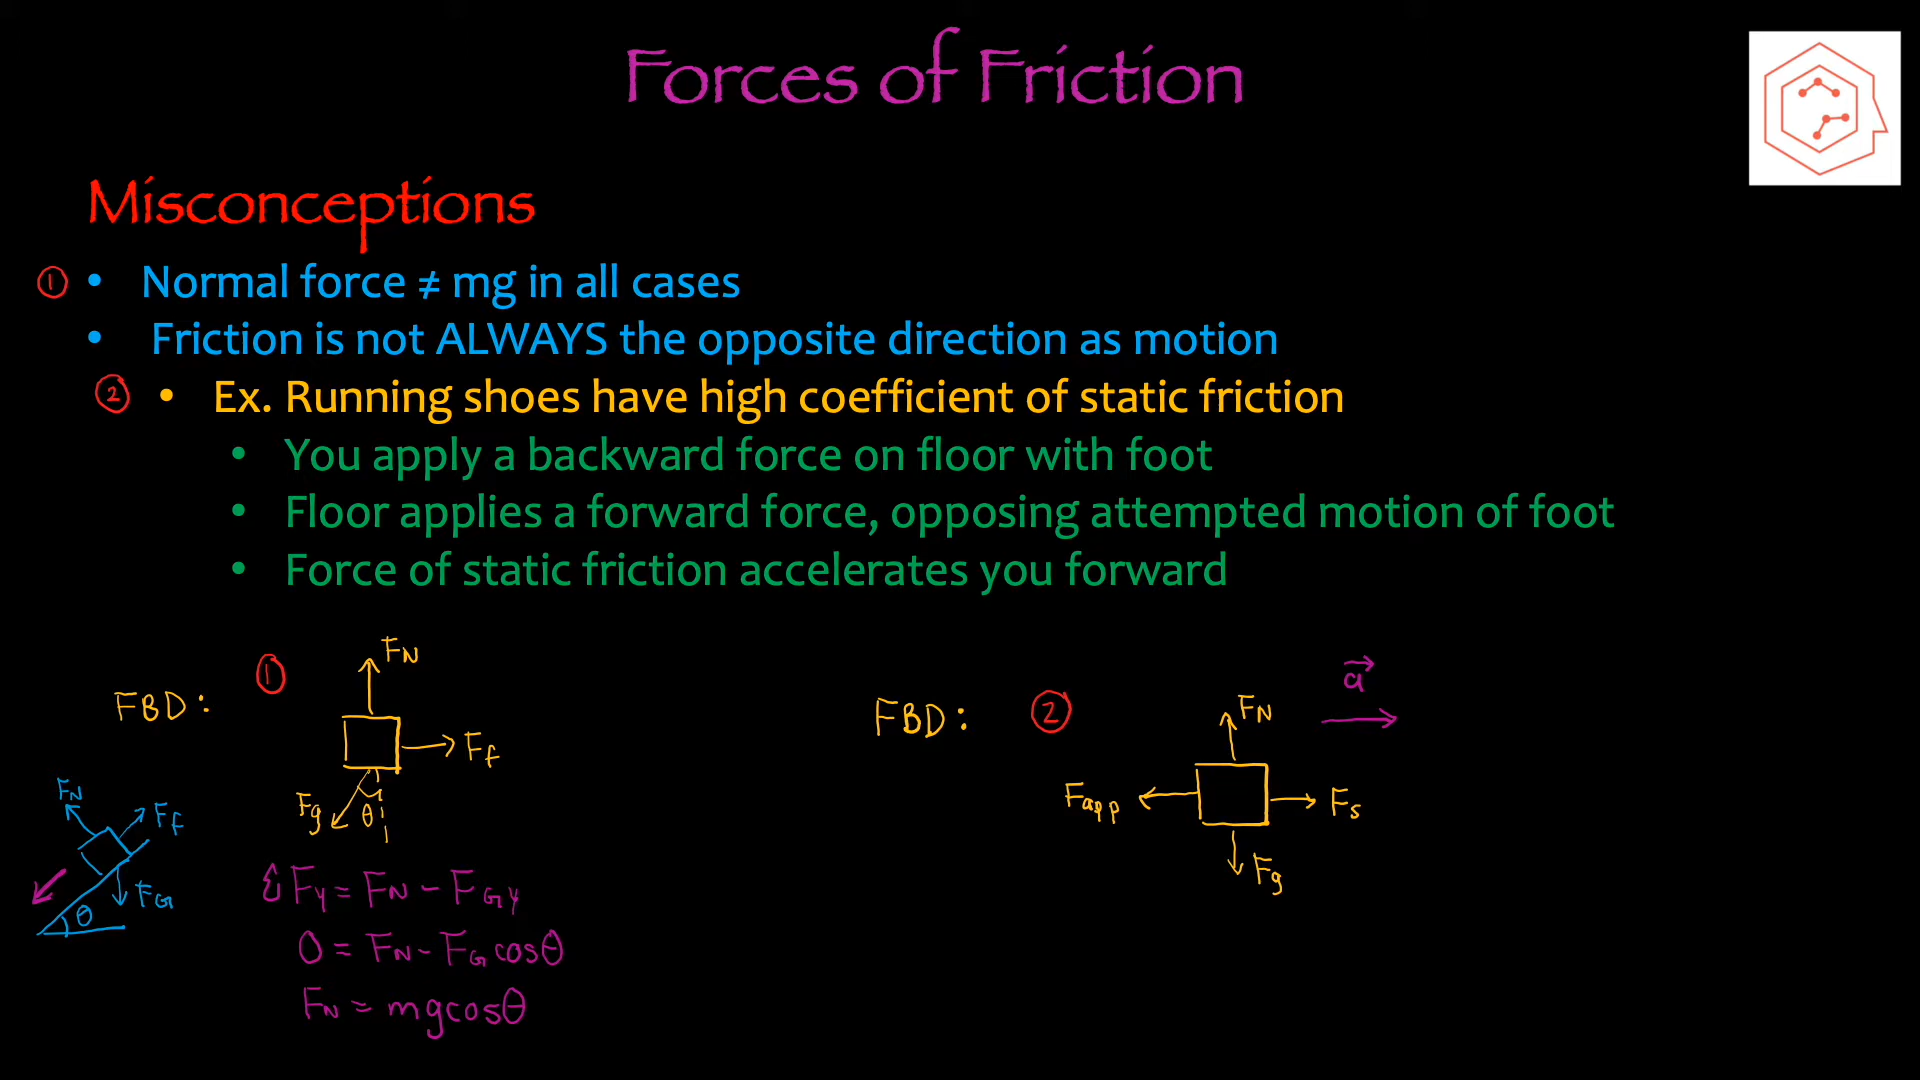 Forces of Friction
Misconceptions
① • Normal force ≠ mg in all cases
• Friction is not ALWAYS the opposite direction as motion
② • Ex. Running shoes have high coefficient of static friction
• You apply a backward force on floor with foot
• Floor applies a forward force, opposing attempted motion of foot
• Force of static friction accelerates you forward
FBD:
①
FN
Ff
Fg
θ
FN
Ff
FG
θ
ΣFy = FN - FGy
0 = FN - FG cosθ
FN = mgcosθ
FBD:
②
FN
a⃗
Fapp
Fs
Fg